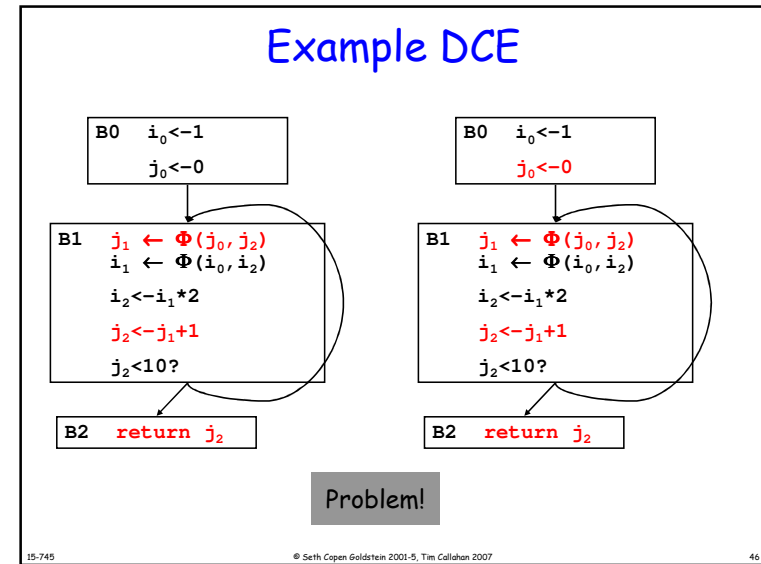 Example DCE
B0 i₀<-1
j₀<-0
B1 j₁ ← Φ(j₀,j₂)
i₁ ← Φ(i₀,i₂)
i₂<-i₁*2
j₂<-j₁+1
j₂<10?
B2 return j₂
B0 i₀<-1
j₀<-0
B1 j₁ ← Φ(j₀,j₂)
i₁ ← Φ(i₀,i₂)
i₂<-i₁*2
j₂<-j₁+1
j₂<10?
B2 return j₂
Problem!
15-745 © Seth Copen Goldstein 2001-5, Tim Callahan 2007 46